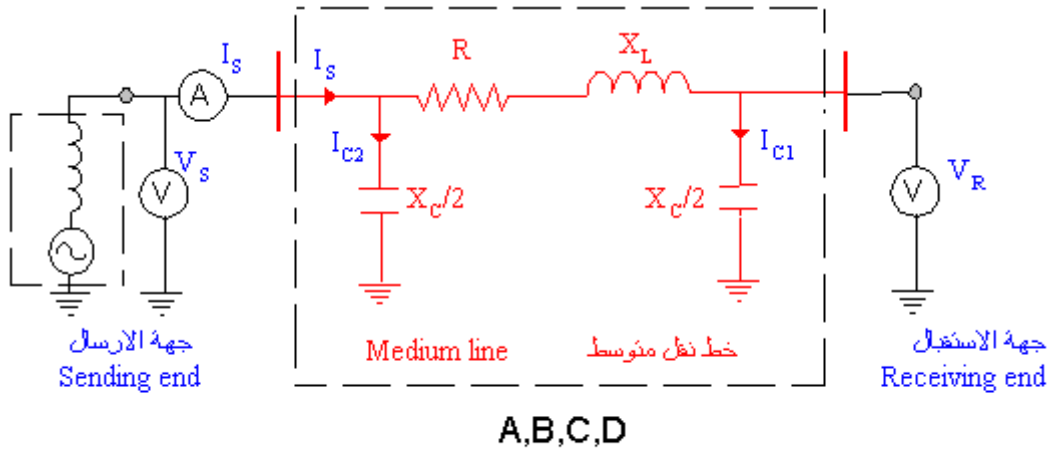 I_S
I_S
R
X_L
A
I_C2
I_C1
V_S
V
X_C/2
X_C/2
V_R
V
جهة الارسال
Sending end
Medium line
خط نقل متوسط
جهة الاستقبال
Receiving end
A,B,C,D